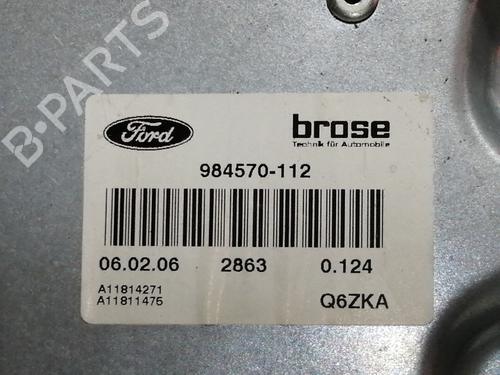 B-PARTS
Ford
brose
Technik für Automobile
984570-112
06.02.06 2863 0.124
A11814271
A11811475
Q6ZKA